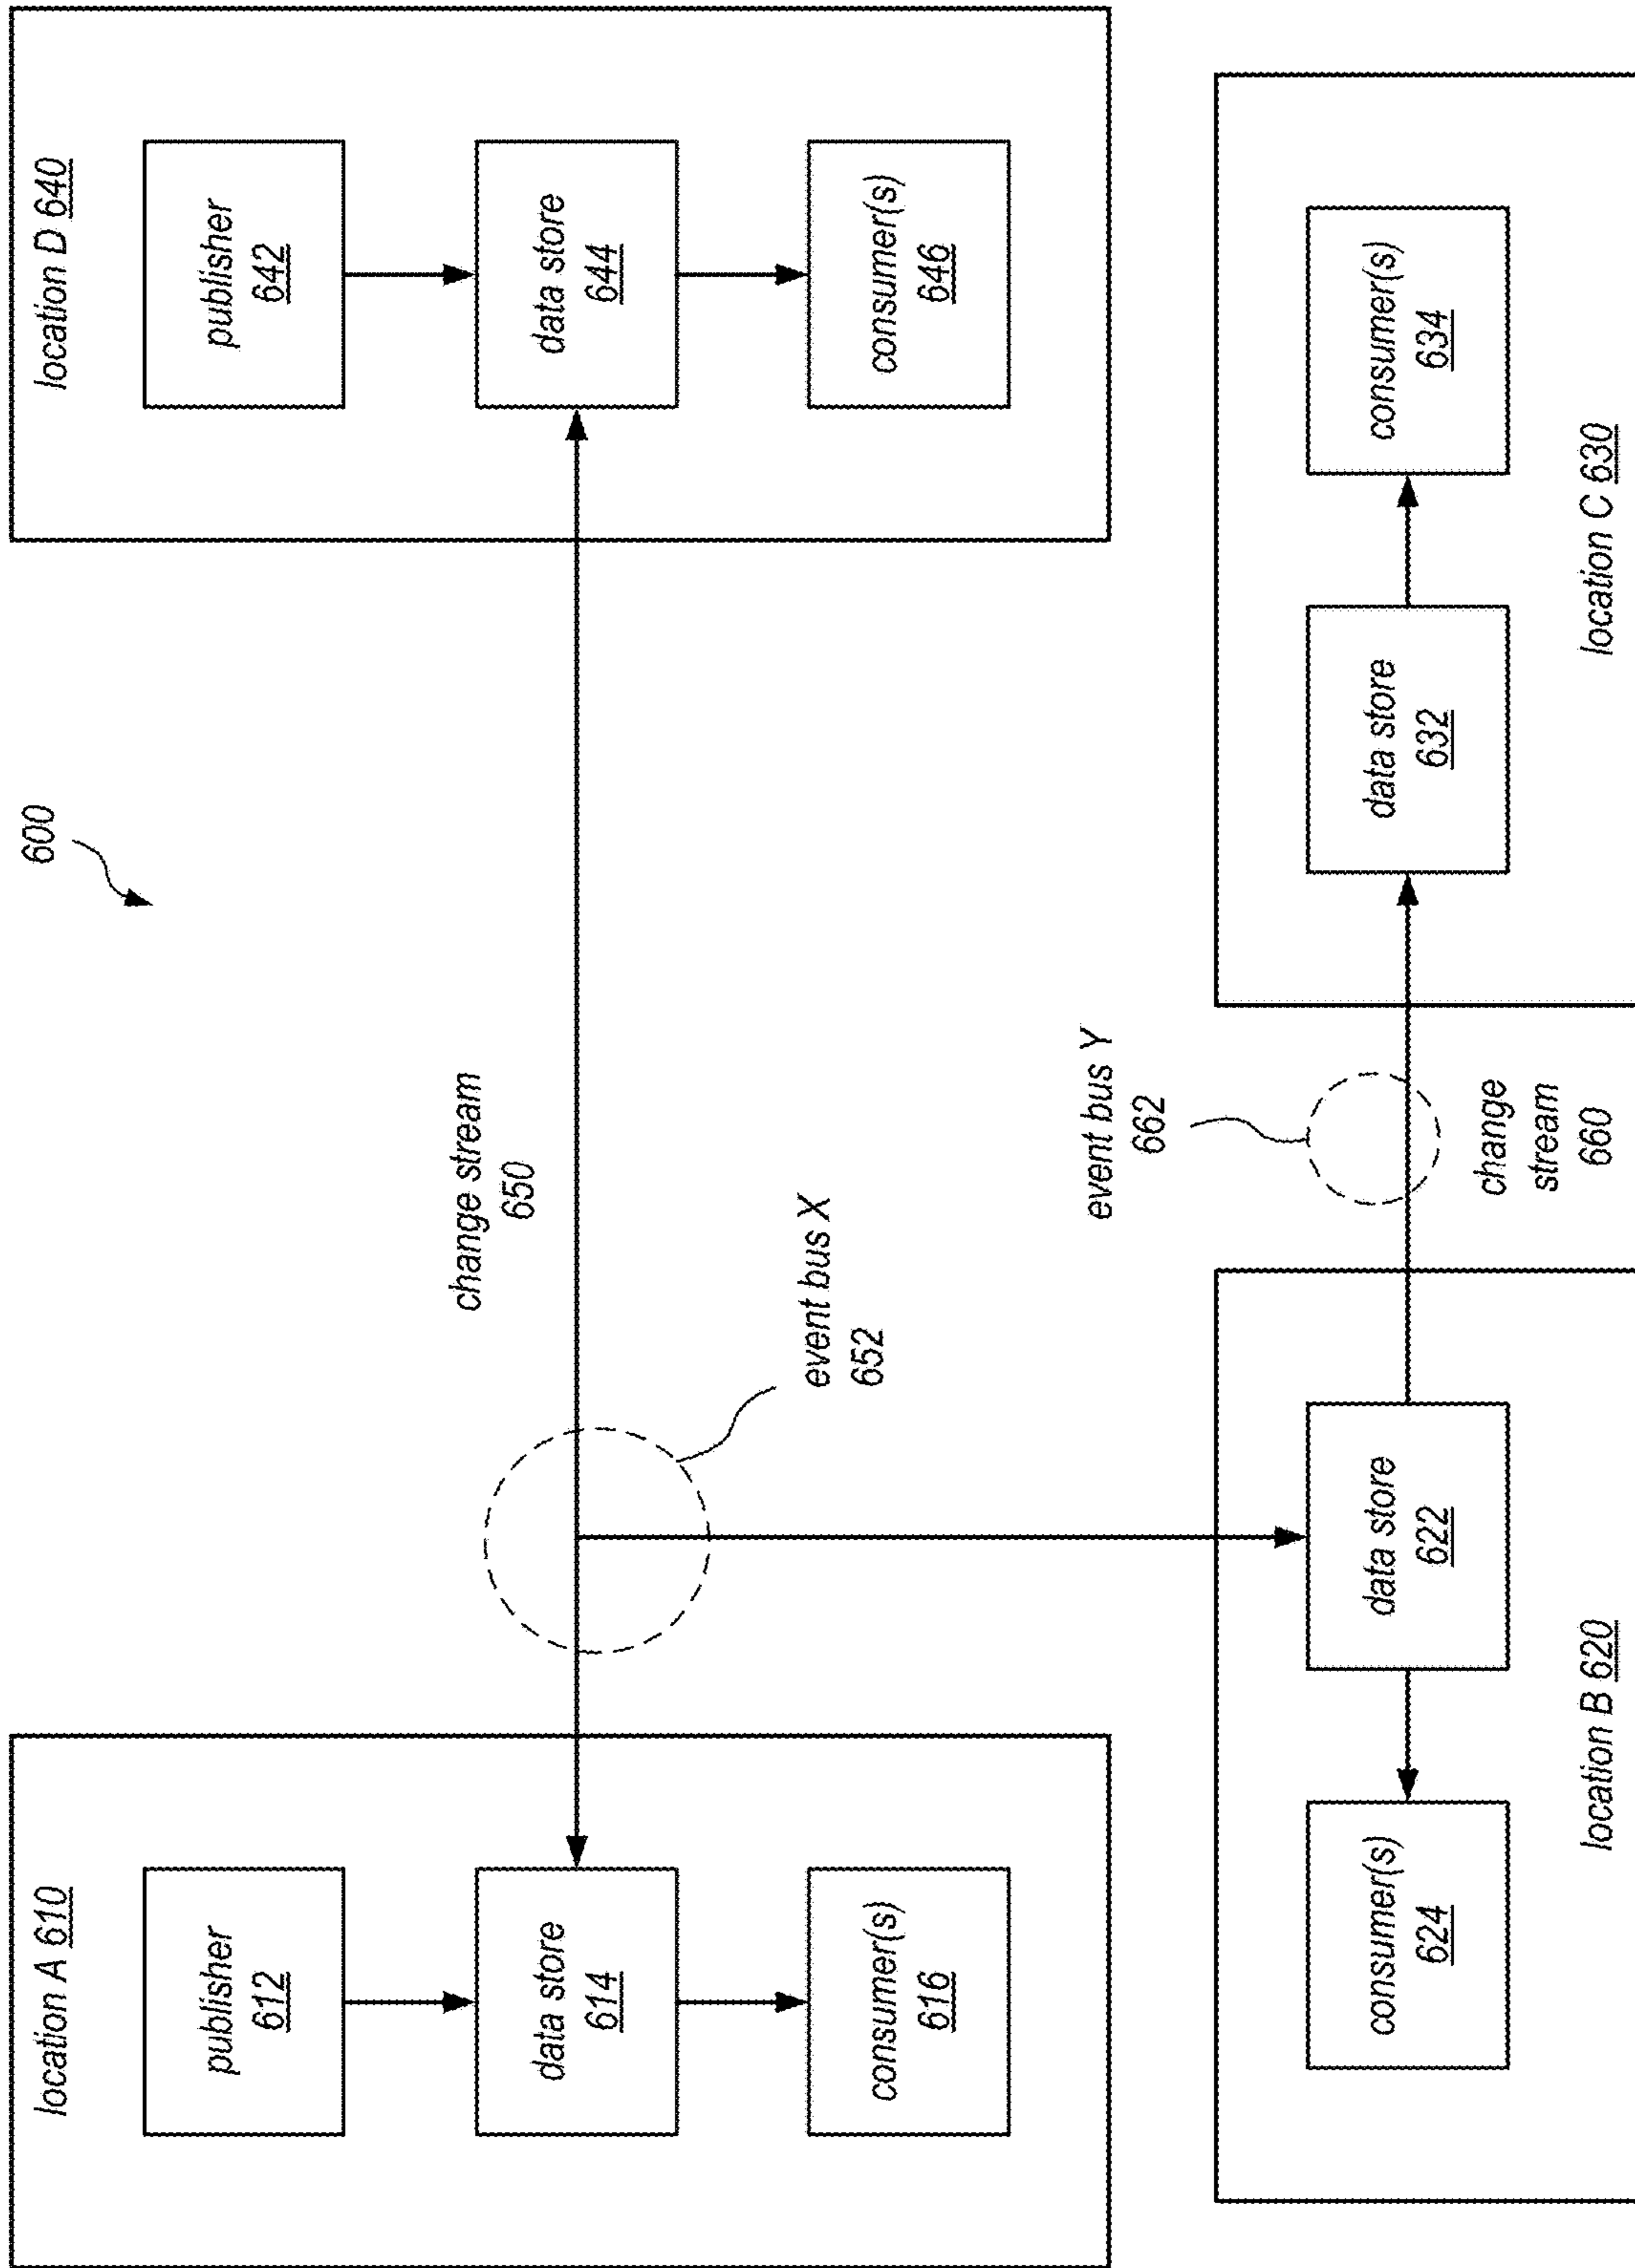 600
location A 610
publisher
612
data store
614
consumer(s)
616
change stream
650
event bus X
652
location D 640
publisher
642
data store
644
consumer(s)
646
event bus Y
662
change
stream
660
consumer(s)
624
data store
622
location B 620
data store
632
consumer(s)
634
location C 630